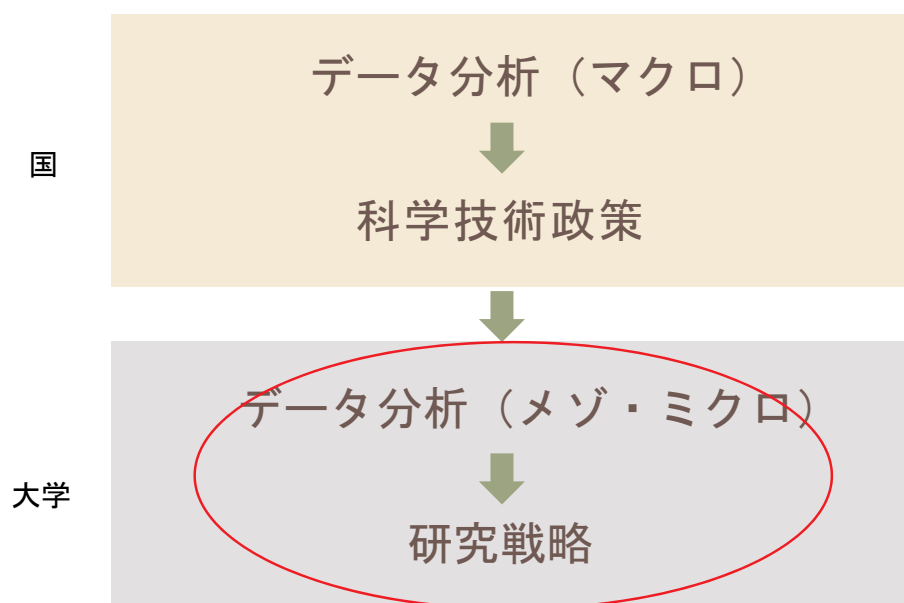 データ分析（マクロ）
国
科学技術政策
データ分析（メゾ・ミクロ）
大学
研究戦略